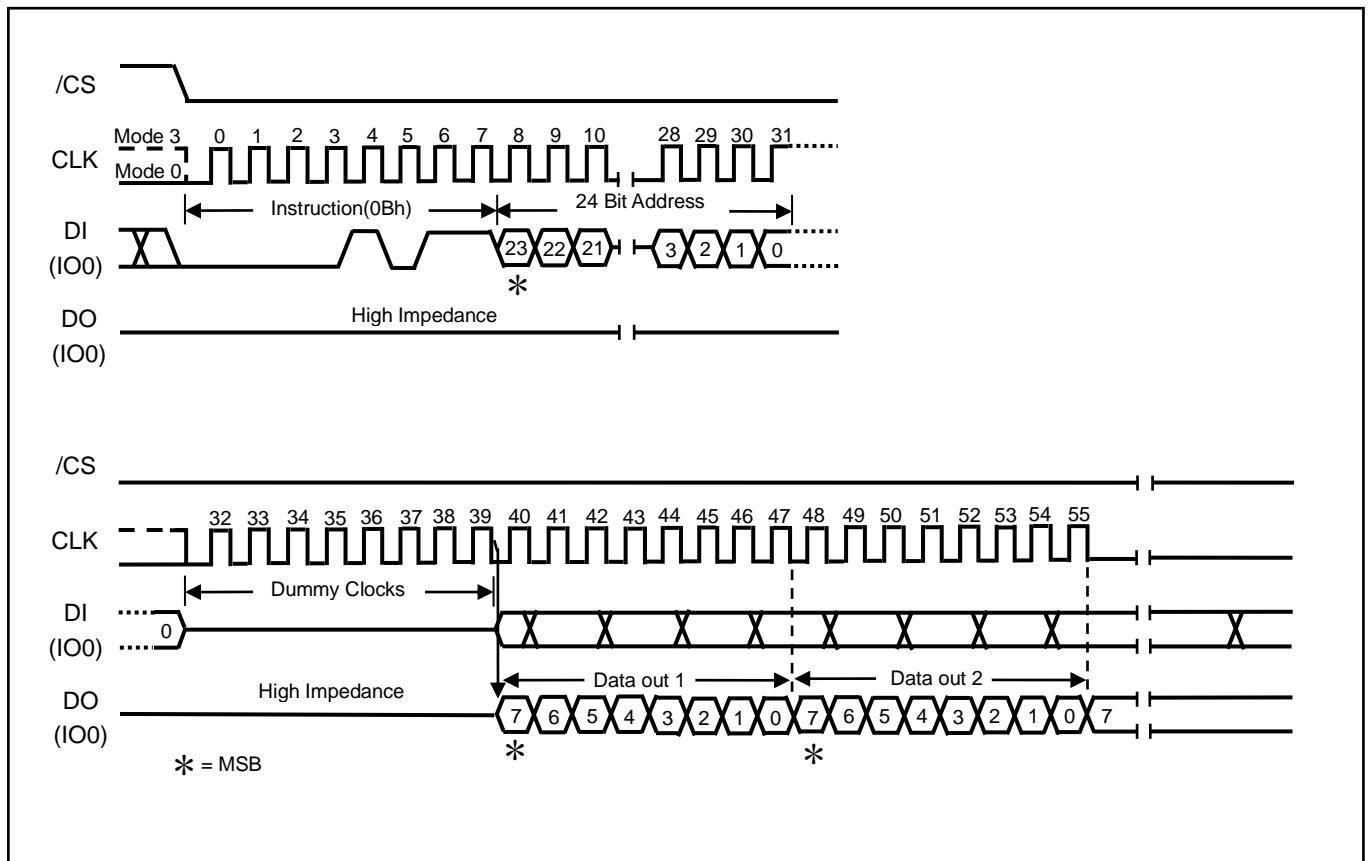 /CS
Mode 3 0 1 2 3 4 5 6 7 8 9 10 28 29 30 31
CLK
Mode 0
Instruction(0Bh) 24 Bit Address
DI
(IO0)
23 22 21 3 2 1 0
*
DO
(IO0)
High Impedance
/CS
32 33 34 35 36 37 38 39 40 41 42 43 44 45 46 47 48 49 50 51 52 53 54 55
CLK
Dummy Clocks
DI
(IO0)
0
Data out 1 Data out 2
DO
(IO0)
High Impedance
7 6 5 4 3 2 1 0 7 6 5 4 3 2 1 0 7
* *
* = MSB